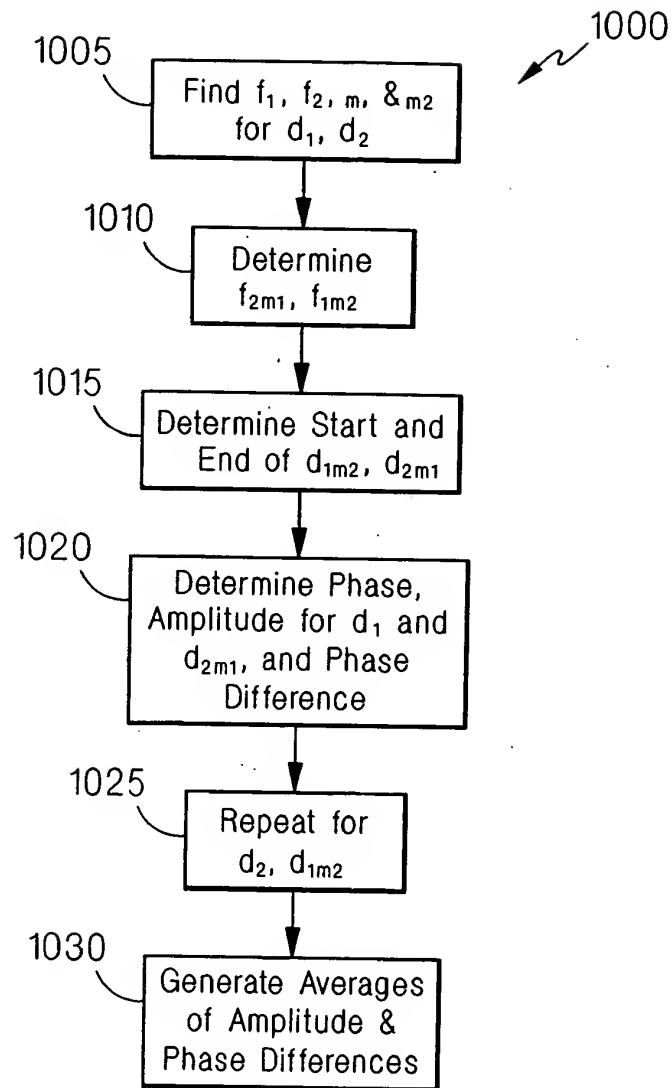 1000
1005
Find f₁, f₂, m, &m2
for d₁, d₂
1010
Determine
f₂ₘ₁, f₁ₘ₂
1015
Determine Start and
End of d₁ₘ₂, d₂ₘ₁
1020
Determine Phase,
Amplitude for d₁ and
d₂ₘ₁, and Phase
Difference
1025
Repeat for
d₂, d₁ₘ₂
1030
Generate Averages
of Amplitude &
Phase Differences